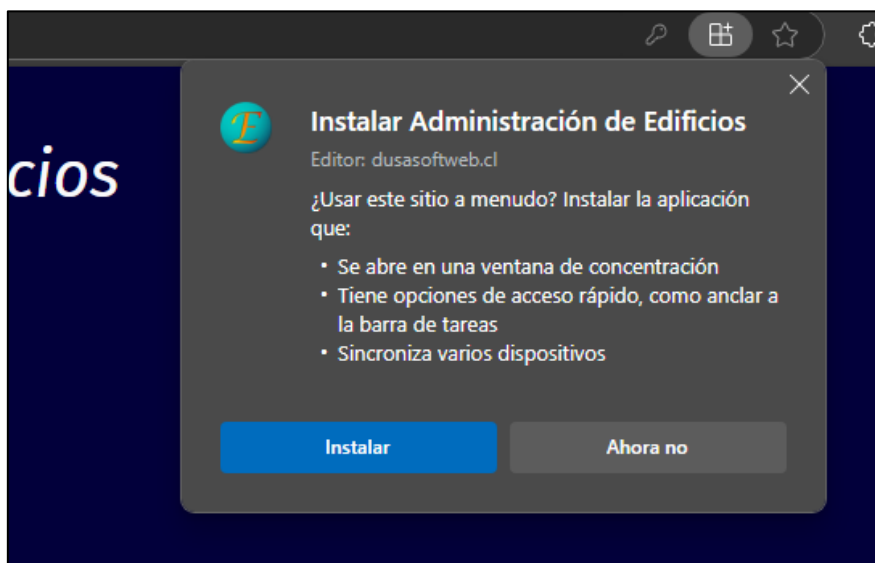 cios
E
Instalar Administración de Edificios
Editor: dusasoftweb.cl
¿Usar este sitio a menudo? Instalar la aplicación
que:
• Se abre en una ventana de concentración
• Tiene opciones de acceso rápido, como anclar a
la barra de tareas
• Sincroniza varios dispositivos
Instalar
Ahora no